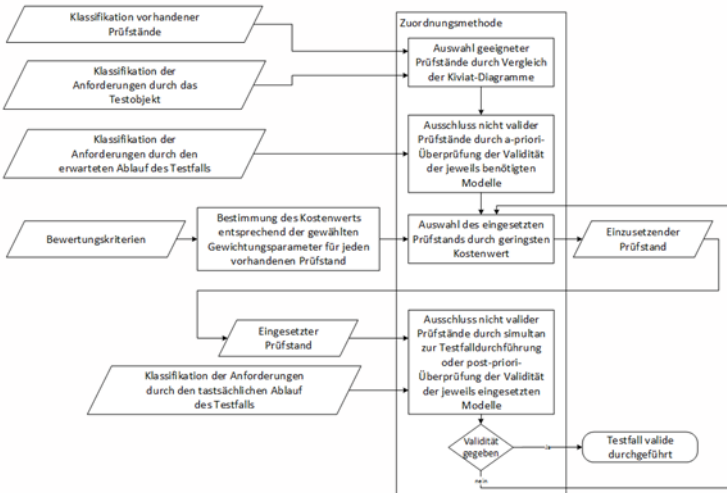 Klassifikation vorhandener
Prüfstände
Zuordnungsmethode
Auswahl geeigneter
Prüfstände durch Vergleich
der Kiviat-Diagramme
Klassifikation der
Anforderungen durch das
Testobjekt
Klassifikation der
Anforderungen durch den
erwarteten Ablauf des Testfalls
Ausschluss nicht valider
Prüfstände durch a-priori-
Überprüfung der Validität
der jeweils benötigten
Modelle
Bewertungskriterien
Bestimmung des Kostenwerts
entsprechend der gewählten
Gewichtungsparameter für jeden
vorhandenen Prüfstand
Auswahl des eingesetzten
Prüfstands durch geringsten
Kostenwert
Einzusetzender
Prüfstand
Eingesetzter
Prüfstand
Ausschluss nicht valider
Prüfstände durch simultan
zur Testfalldurchführung
oder post-priori-
Überprüfung der Validität
der jeweils eingesetzten
Modelle
Klassifikation der Anforderungen
durch den tastsächlichen Ablauf
des Testfalls
Validität
gegeben
Ja
Testfall valide
durchgeführt
nein